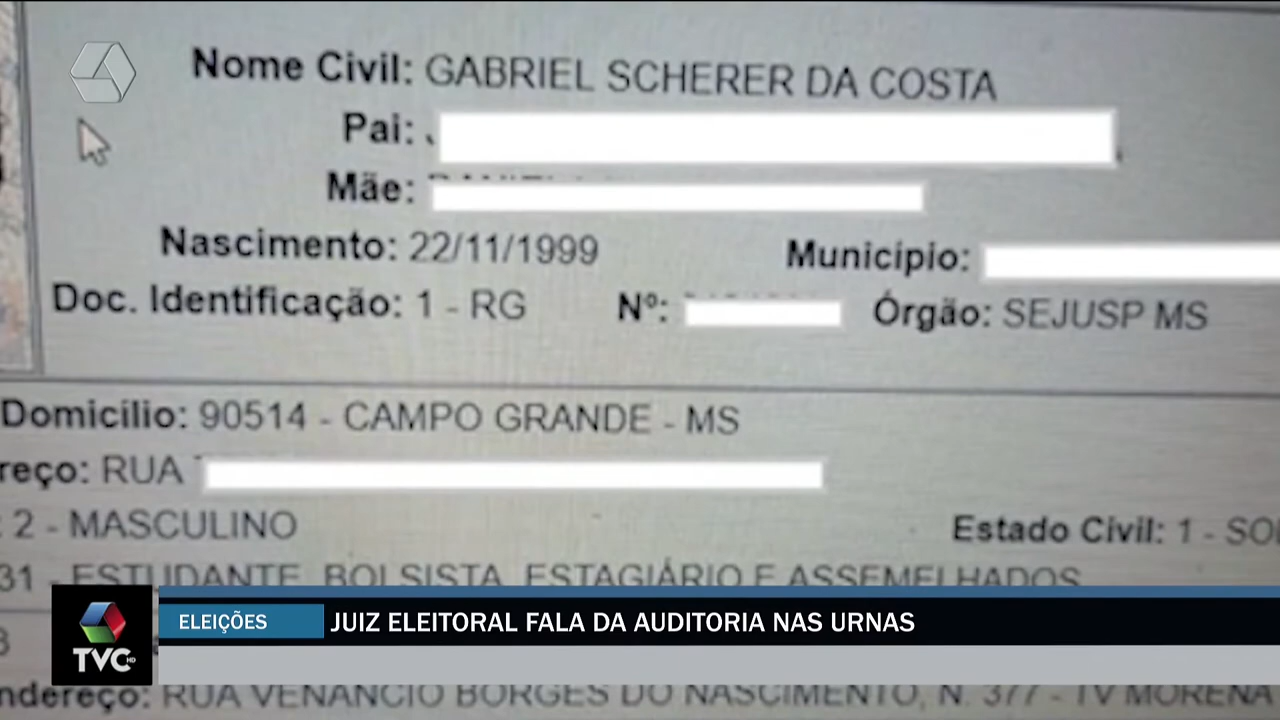 Nome Civil: GABRIEL SCHERER DA COSTA
Pai:
Mãe:
Nascimento: 22/11/1999 Município:
Doc. Identificação: 1 - RG Nº: Órgão: SEJUSP MS
Domicílio: 90514 - CAMPO GRANDE - MS
reço: RUA
: 2 - MASCULINO Estado Civil: 1 - SOL
31 - ESTUDANTE, BOLSISTA, ESTAGIÁRIO E ASSEMELHADOS
ELEIÇÕES JUIZ ELEITORAL FALA DA AUDITORIA NAS URNAS
TVC HD
ndereço: RUA VENANCIO BORGES DO NASCIMENTO, N. 377 - TV MORENA